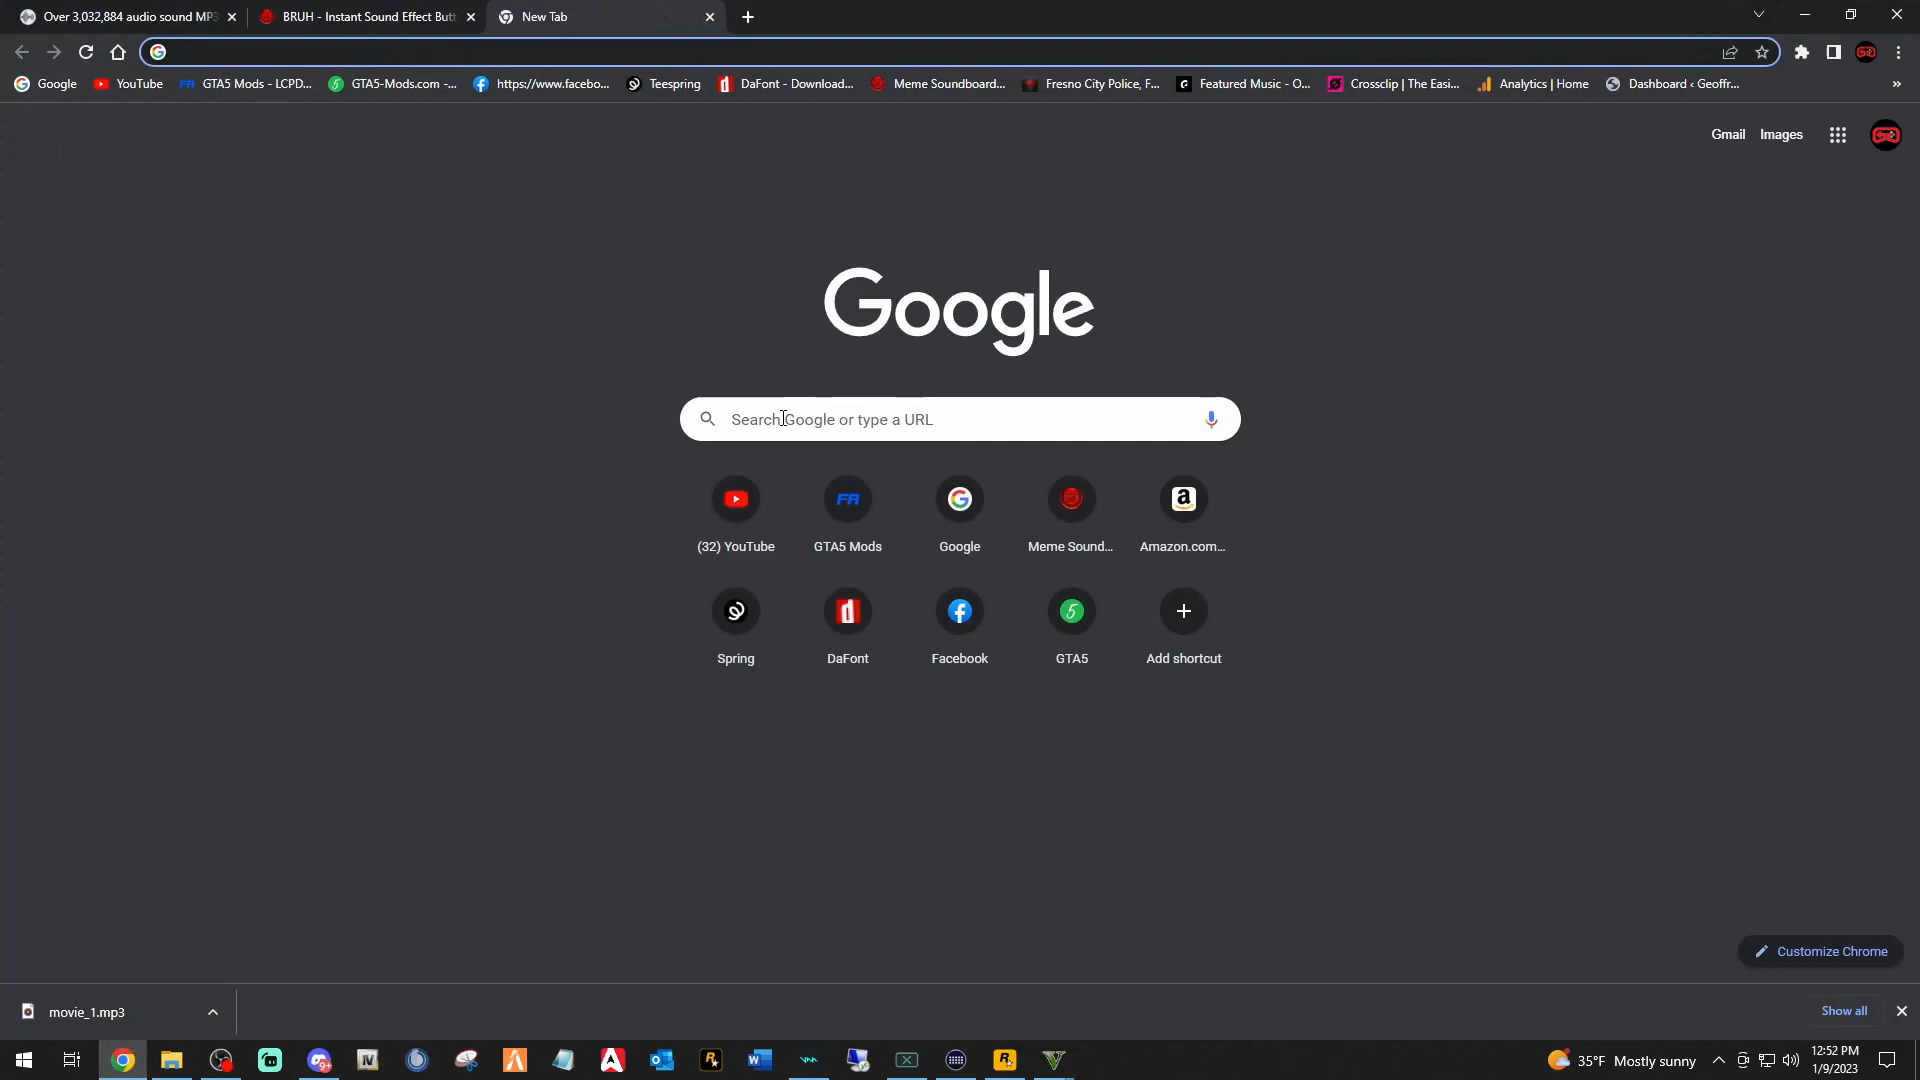 Over 3,032,884 audio sound MP3
BRUH - Instant Sound Effect Butt
New Tab
Google
YouTube
GTA5 Mods - LCPD...
GTA5-Mods.com -...
https://www.facebo...
Teespring
DaFont - Download...
Meme Soundboard...
Fresno City Police, F...
Featured Music - O...
Crossclip | The Easi...
Analytics | Home
Dashboard ‹ Geoffr...
»
Gmail
Images
Google
Search Google or type a URL
(32) YouTube
GTA5 Mods
Google
Meme Sound...
Amazon.com...
Spring
DaFont
Facebook
GTA5
Add shortcut
Customize Chrome
movie_1.mp3
Show all
35°F Mostly sunny
12:52 PM
1/9/2023